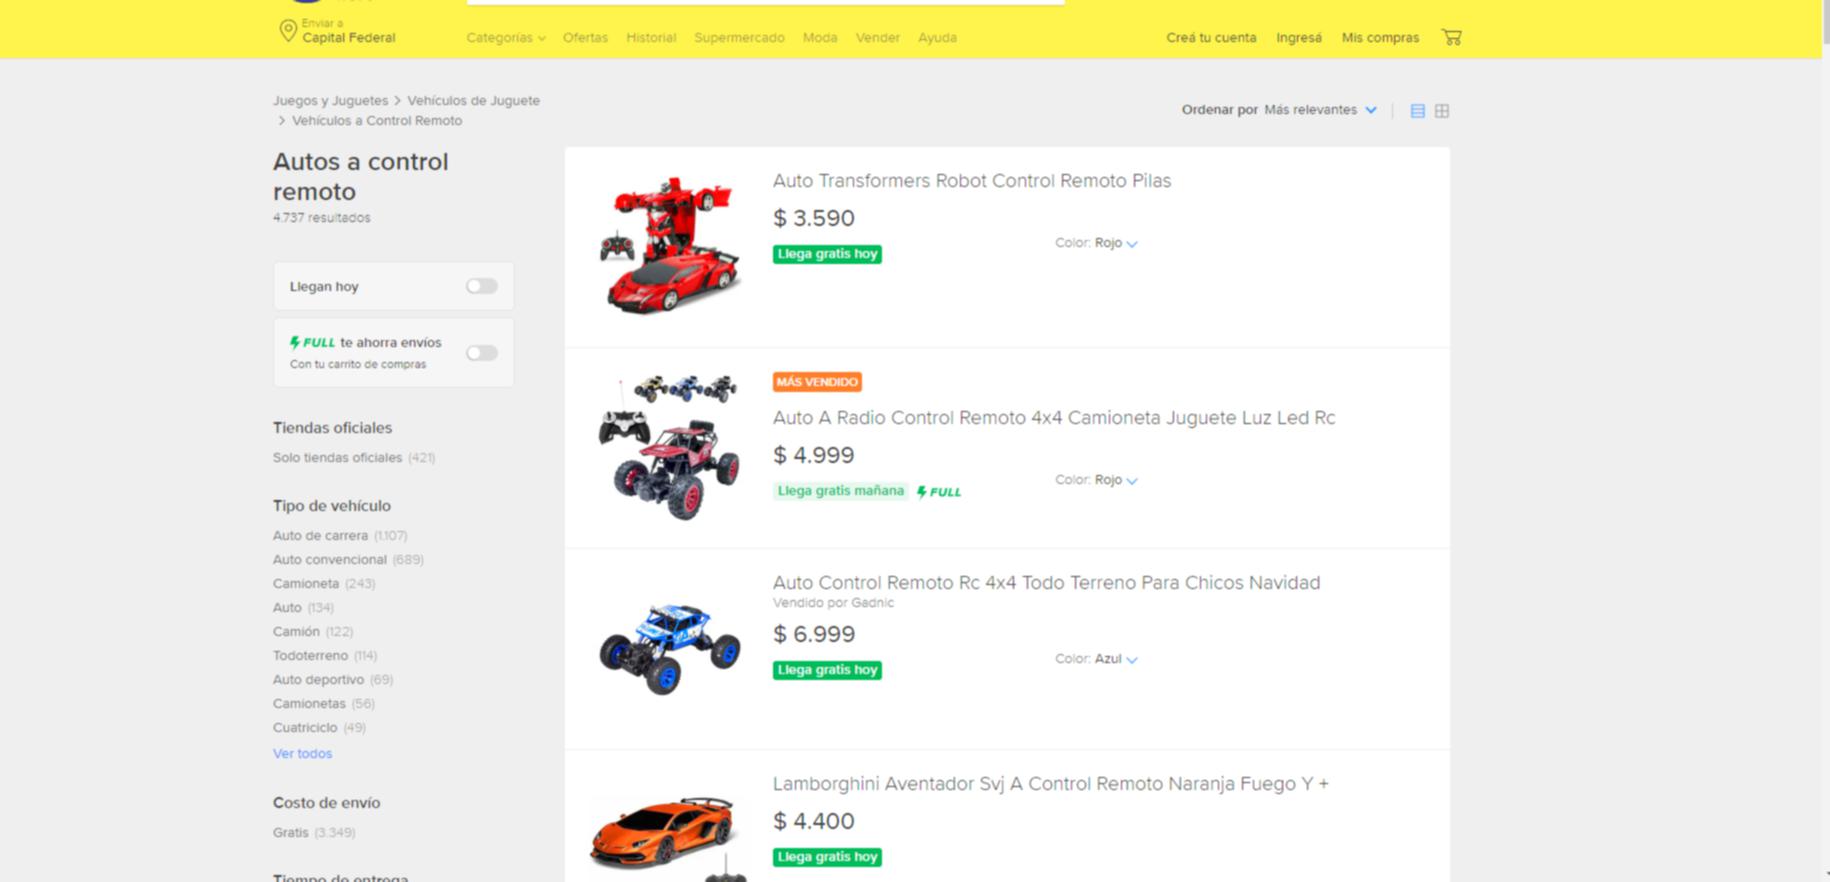 Enviar a
Capital Federal
Categorías Ofertas Historial Supermercado Moda Vender Ayuda
Creá tu cuenta Ingresá Mis compras
Juegos y Juguetes > Vehículos de Juguete
> Vehículos a Control Remoto
Ordenar por Más relevantes
Autos a control
remoto
4.737 resultados
Llegan hoy
FULL te ahorra envíos
Con tu carrito de compras
Tiendas oficiales
Solo tiendas oficiales (421)
Tipo de vehículo
Auto de carrera (1.107)
Auto convencional (689)
Camioneta (243)
Auto (134)
Camión (122)
Todoterreno (114)
Auto deportivo (69)
Camionetas (56)
Cuatriciclo (49)
Ver todos
Costo de envío
Gratis (3.349)
Tiempo de entrega
Auto Transformers Robot Control Remoto Pilas
$ 3.590
Llega gratis hoy
Color: Rojo
MÁS VENDIDO
Auto A Radio Control Remoto 4x4 Camioneta Juguete Luz Led Rc
$ 4.999
Llega gratis mañana FULL
Color: Rojo
Auto Control Remoto Rc 4x4 Todo Terreno Para Chicos Navidad
Vendido por Gadnic
$ 6.999
Llega gratis hoy
Color: Azul
Lamborghini Aventador Svj A Control Remoto Naranja Fuego Y +
$ 4.400
Llega gratis hoy